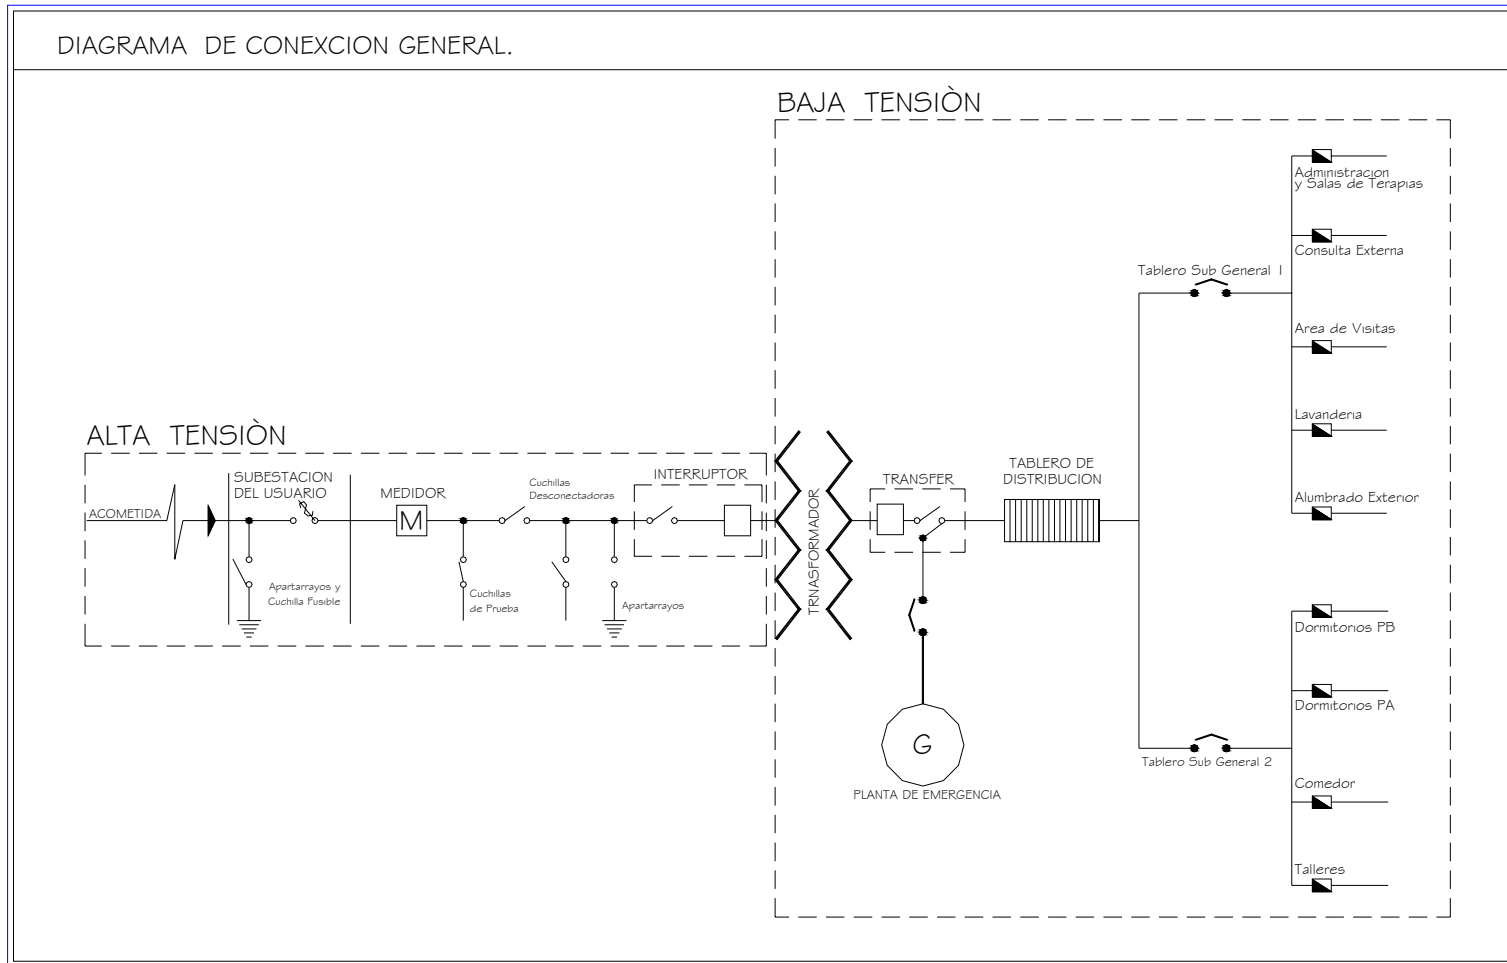 DIAGRAMA DE CONEXCION GENERAL.
BAJA TENSIÒN
Administracion
y Salas de Terapias
Consulta Externa
Tablero Sub General 1
Area de Visitas
Lavanderia
Alumbrado Exterior
ALTA TENSIÒN
ACOMETIDA
SUBESTACION
DEL USUARIO
Apartarrayos y
Cuchilla Fusible
MEDIDOR
M
Cuchillas
de Prueba
Cuchillas
Desconectadoras
Apartarrayos
INTERRUPTOR
TRNASFORMADOR
TRANSFER
TABLERO DE
DISTRIBUCION
G
PLANTA DE EMERGENCIA
Dormitorios PB
Dormitorios PA
Tablero Sub General 2
Comedor
Talleres